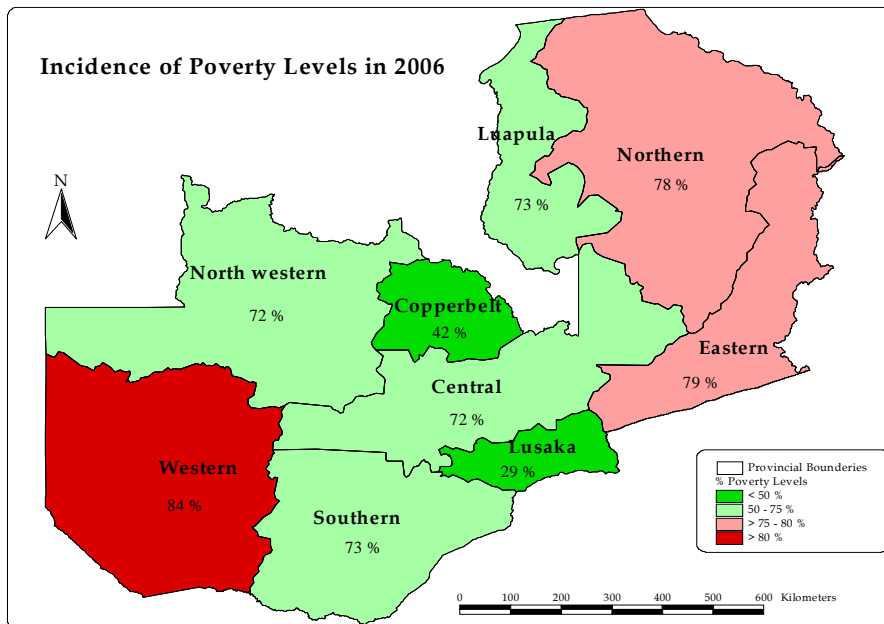 Incidence of Poverty Levels in 2006
N
Luapula
73 %
Northern
78 %
North western
72 %
Copperbelt
42 %
Eastern
79 %
Central
72 %
Lusaka
29 %
Western
84 %
Southern
73 %
Provincial Bounderies
% Poverty Levels
< 50 %
50 - 75 %
> 75 - 80 %
> 80 %
0 100 200 300 400 500 600 Kilometers